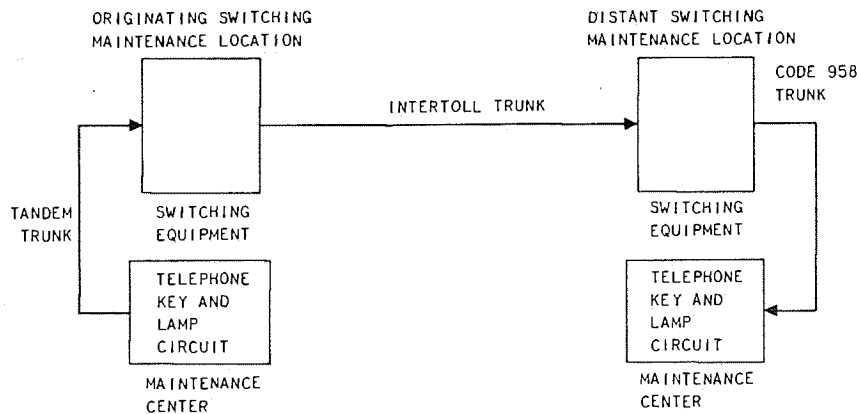 ORIGINATING SWITCHING
MAINTENANCE LOCATION
DISTANT SWITCHING
MAINTENANCE LOCATION
CODE 958
TRUNK
INTERTOLL TRUNK
TANDEM
TRUNK
SWITCHING
EQUIPMENT
SWITCHING
EQUIPMENT
TELEPHONE
KEY AND
LAMP
CIRCUIT
TELEPHONE
KEY AND
LAMP
CIRCUIT
MAINTENANCE
CENTER
MAINTENANCE
CENTER